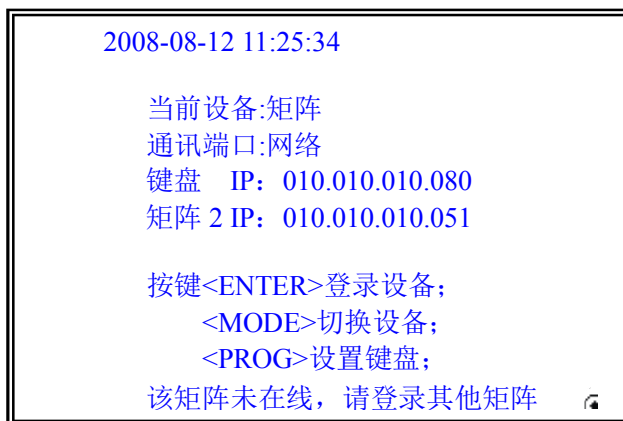 2008-08-12 11:25:34
当前设备:矩阵
通讯端口:网络
键盘 IP：010.010.010.080
矩阵 2 IP：010.010.010.051
按键<ENTER>登录设备；
<MODE>切换设备；
<PROG>设置键盘；
该矩阵未在线，请登录其他矩阵